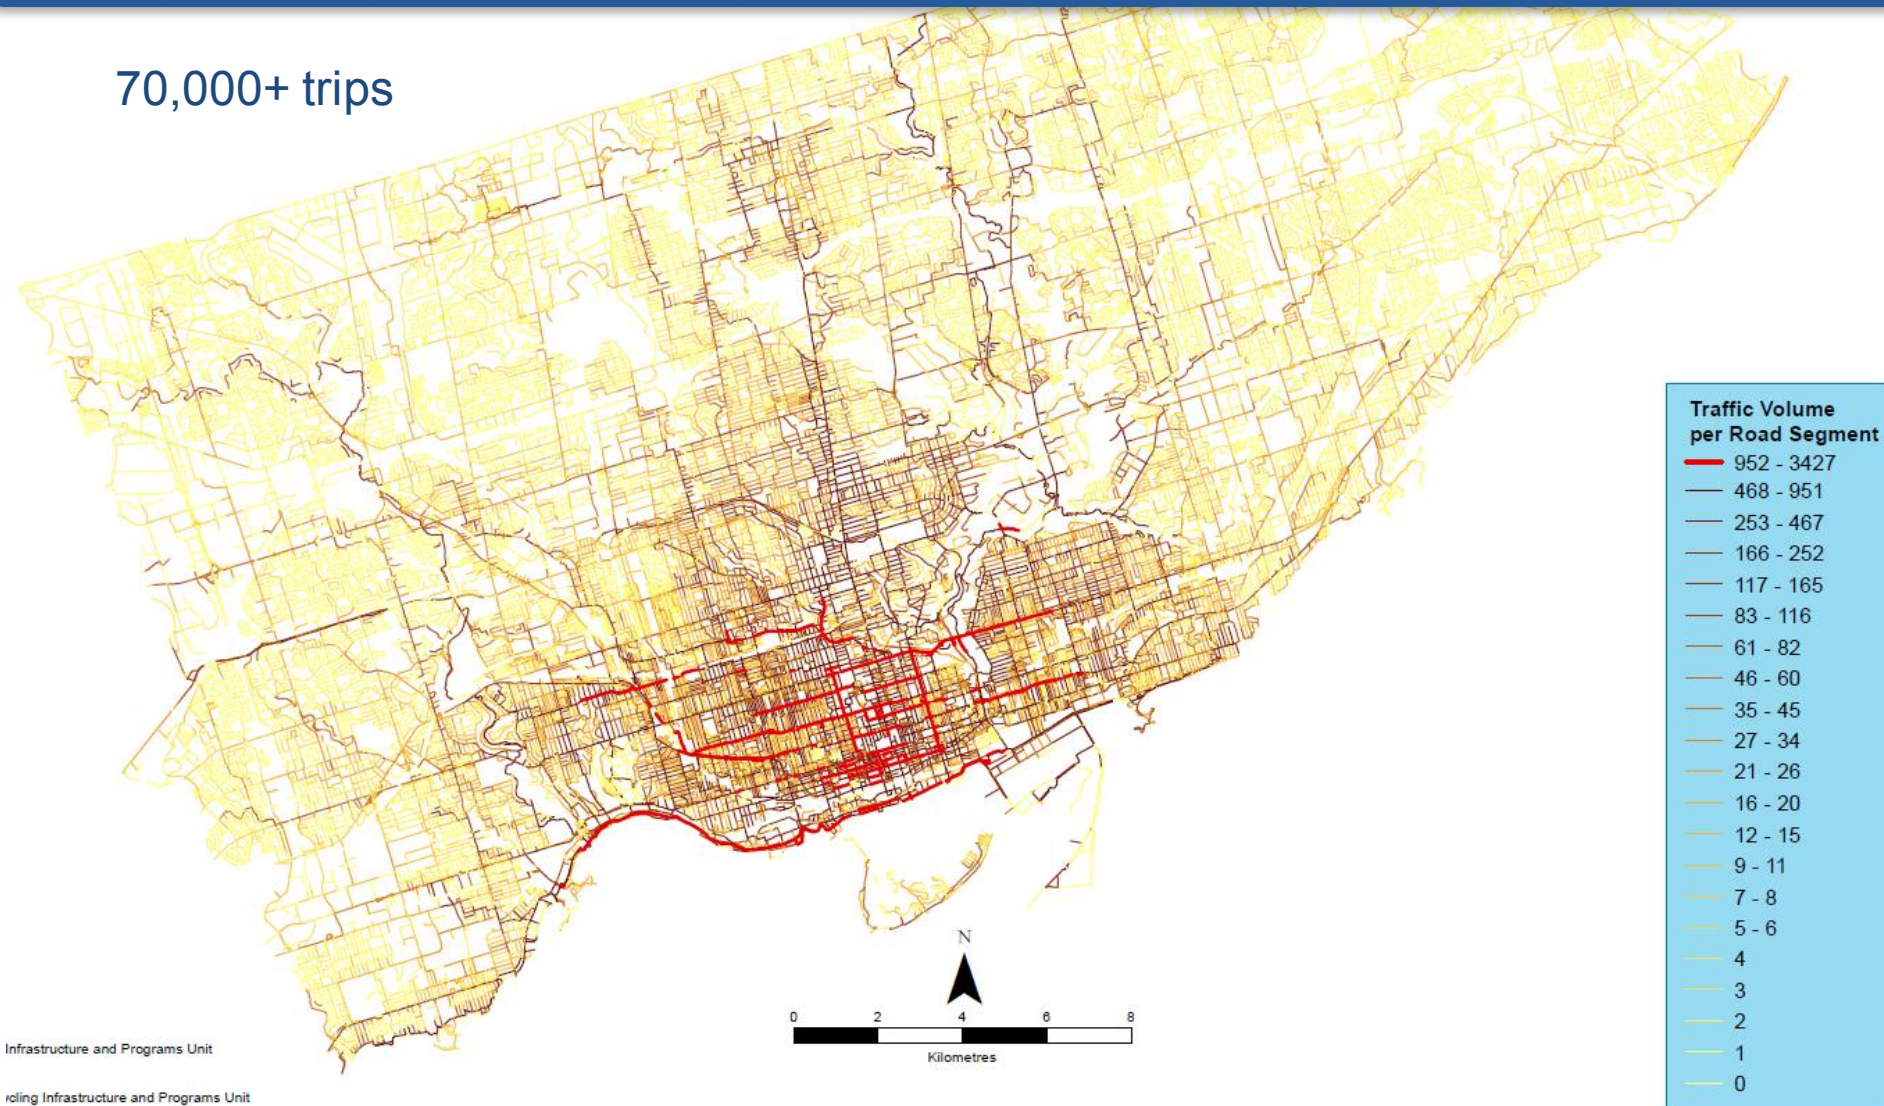 70,000+ trips
Traffic Volume
per Road Segment
952 - 3427
468 - 951
253 - 467
166 - 252
117 - 165
83 - 116
61 - 82
46 - 60
35 - 45
27 - 34
21 - 26
16 - 20
12 - 15
9 - 11
7 - 8
5 - 6
4
3
2
1
0
N
0 2 4 6 8
Kilometres
Infrastructure and Programs Unit
ycling Infrastructure and Programs Unit